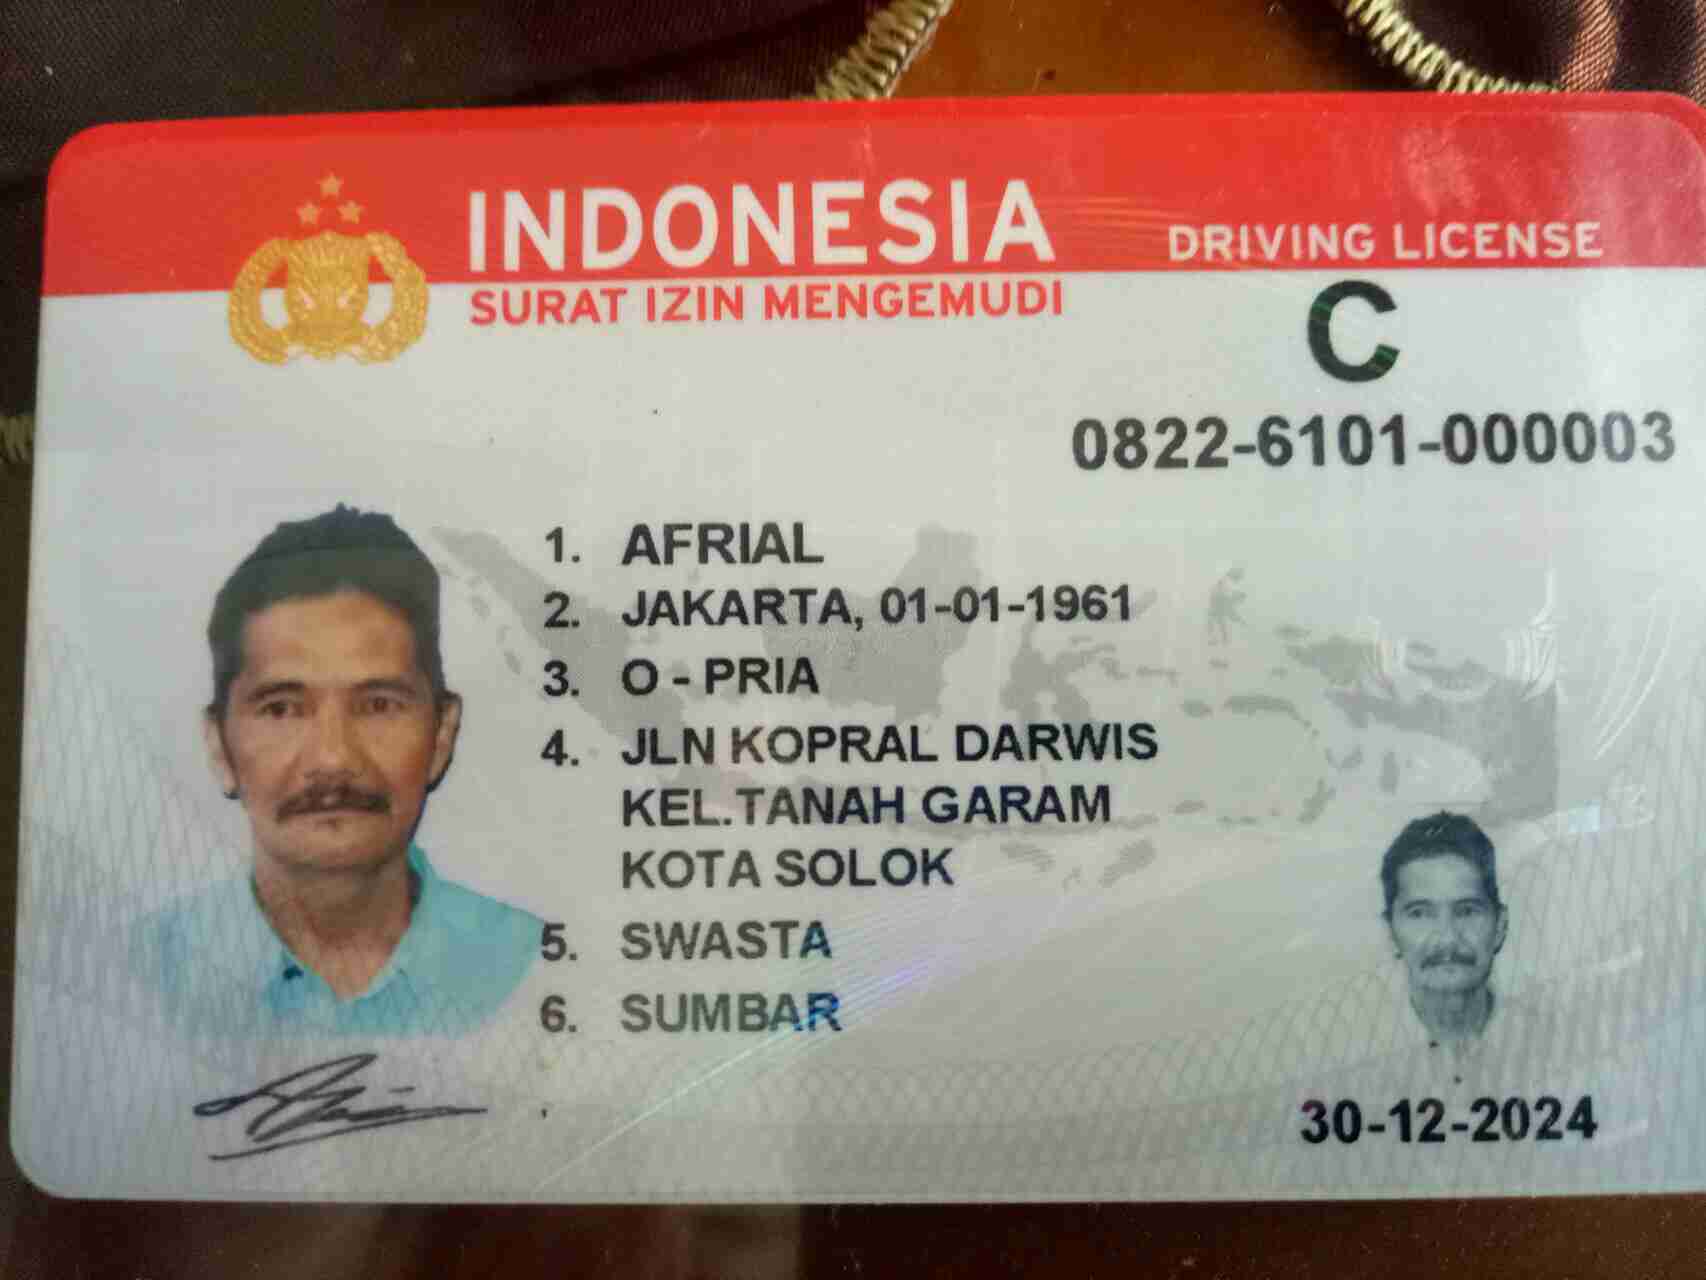 INDONESIA
DRIVING LICENSE
SURAT IZIN MENGEMUDI
C
0822-6101-000003
1. AFRIAL
2. JAKARTA, 01-01-1961
3. O - PRIA
4. JLN KOPRAL DARWIS
KEL.TANAH GARAM
KOTA SOLOK
5. SWASTA
6. SUMBAR
30-12-2024